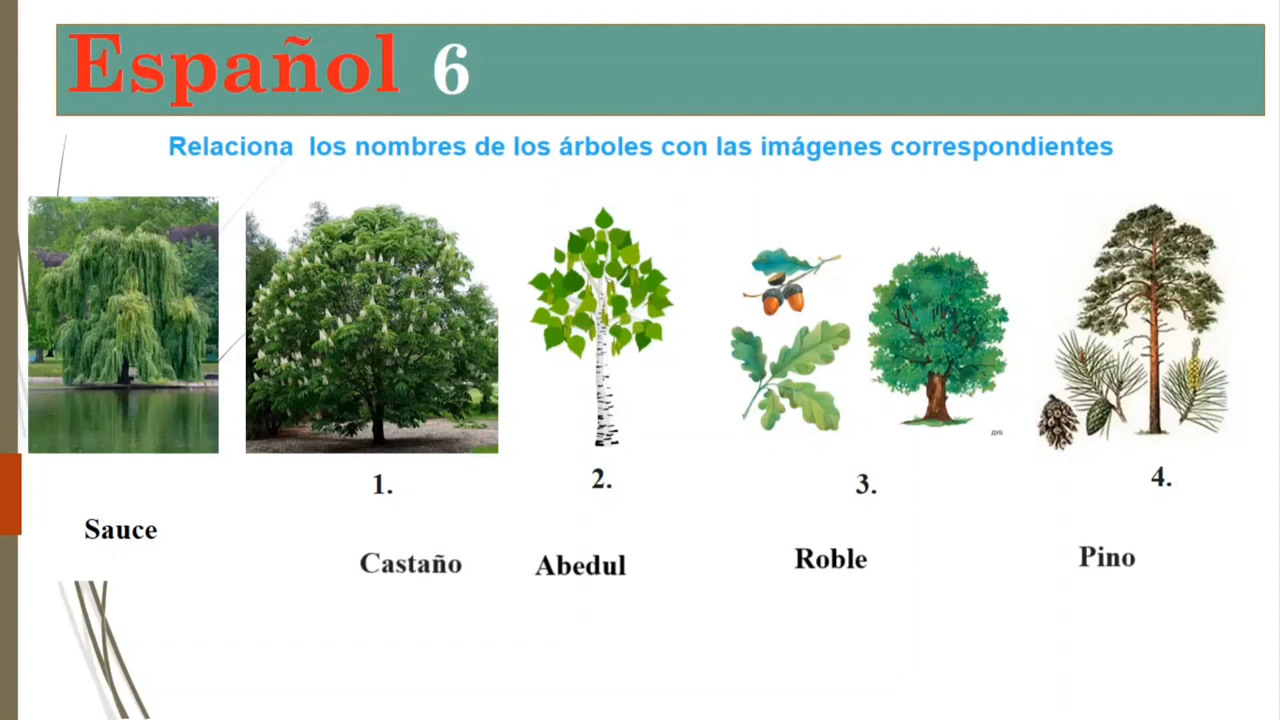 Español 6
Relaciona los nombres de los árboles con las imágenes correspondientes
ДУБ
1.
2.
3.
4.
Sauce
Castaño
Abedul
Roble
Pino